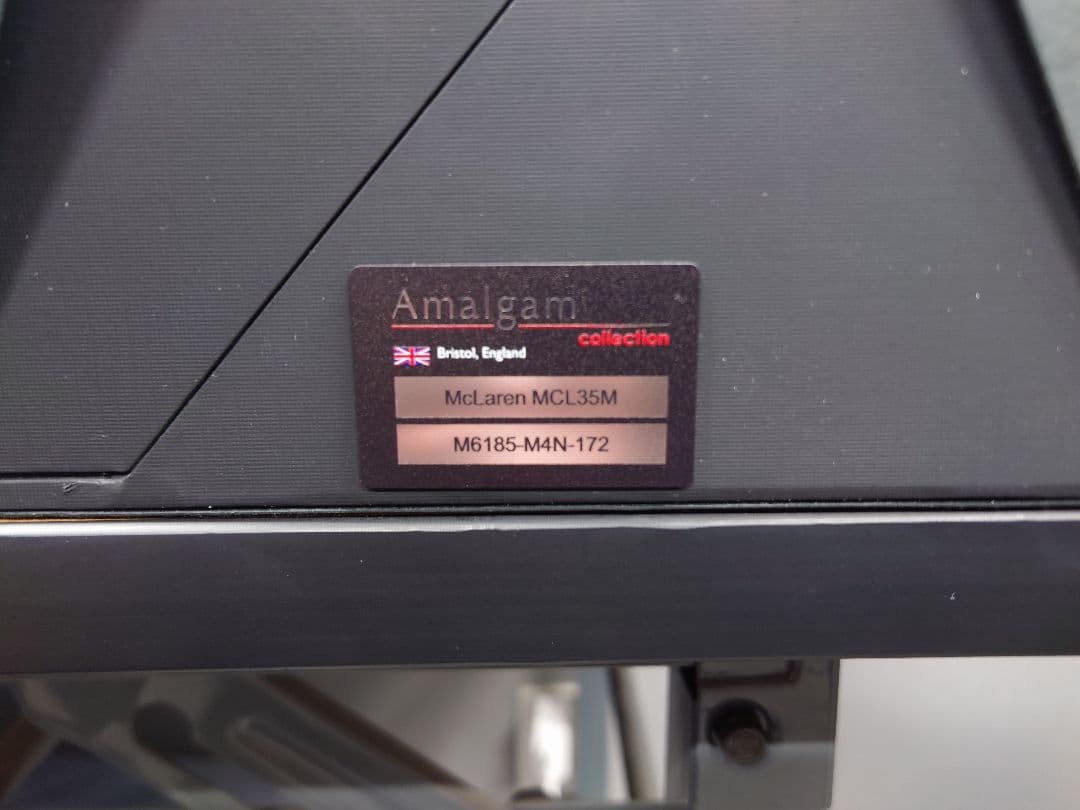 Amalgam
collection
Bristol, England
McLaren MCL35M
M6185-M4N-172